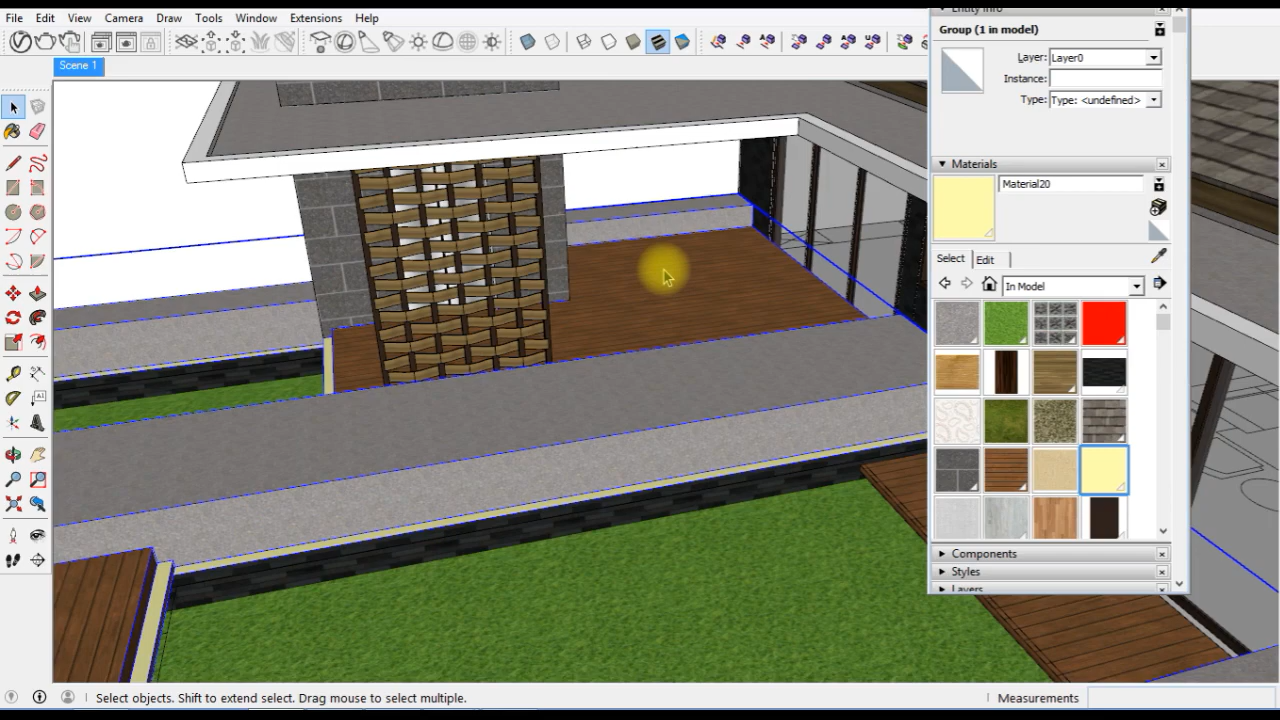 File Edit View Camera Draw Tools Window Extensions Help
Entity Info
Group (1 in model)
Layer: Layer0
Instance:
Type: Type: <undefined>
Scene 1
Materials
Material20
Select Edit
In Model
Components
Styles
Layers
Select objects. Shift to extend select. Drag mouse to select multiple.
Measurements